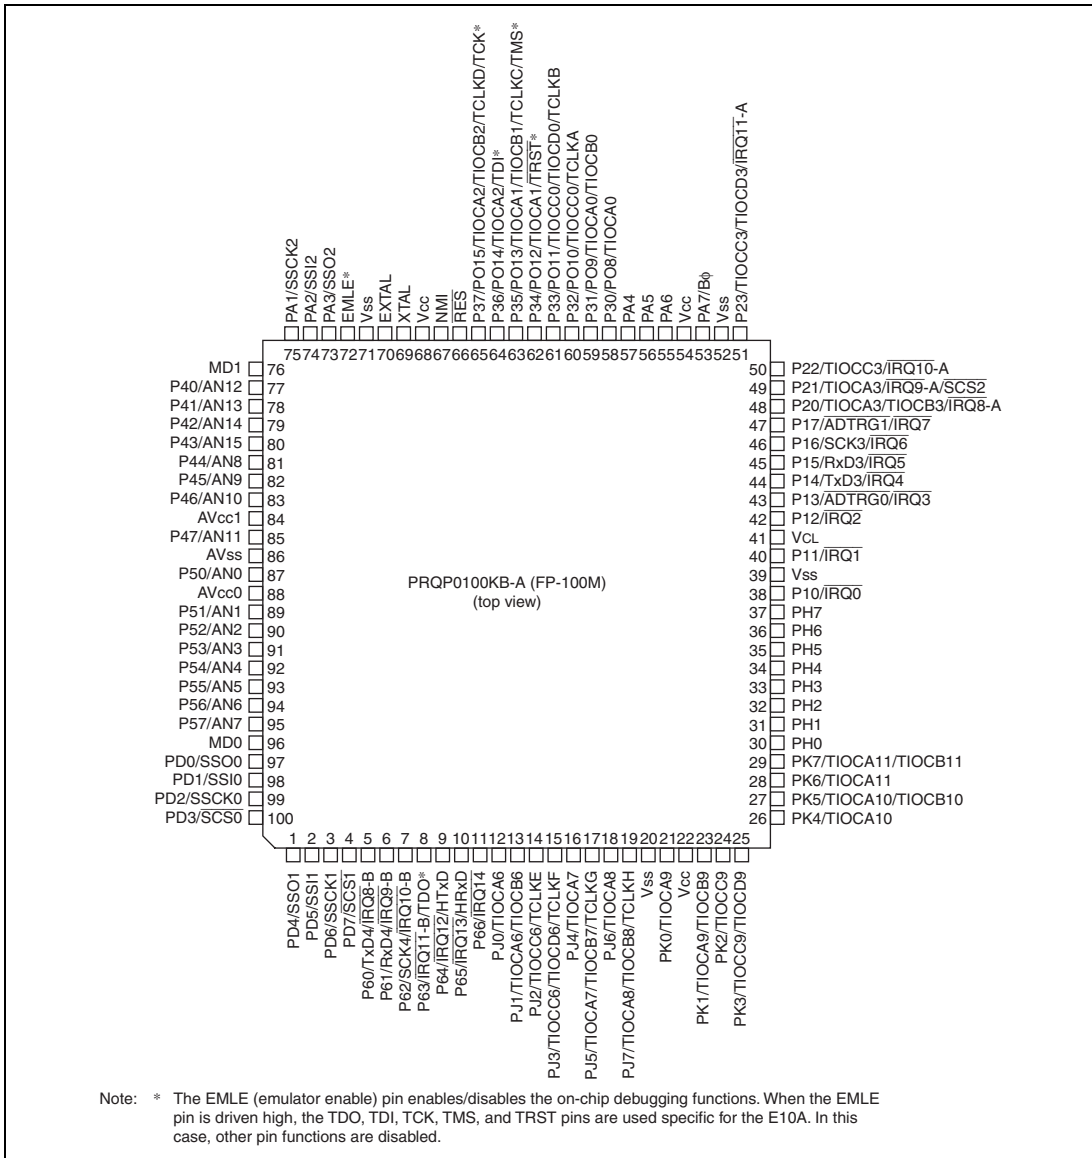 PA1/SSCK2
PA2/SSI2
PA3/SSO2
EMLE*
Vss
EXTAL
XTAL
Vcc
NMI
RES
P37/PO15/TIOCA2/TIOCB2/TCLKD/TCK*
P36/PO14/TIOCA2/TDI*
P35/PO13/TIOCA1/TIOCB1/TCLKC/TMS*
P34/PO12/TIOCA1/TRST*
P33/PO11/TIOCC0/TIOCD0/TCLKB
P32/PO10/TIOCC0/TCLKA
P31/PO9/TIOCA0/TIOCB0
P30/PO8/TIOCA0
PA4
PA5
PA6
Vcc
PA7/Bφ
Vss
P23/TIOCC3/TIOCD3/IRQ11-A
75 74 73 72 71 70 69 68 67 66 65 64 63 62 61 60 59 58 57 56 55 54 53 52 51
MD1 76
P40/AN12 77
P41/AN13 78
P42/AN14 79
P43/AN15 80
P44/AN8 81
P45/AN9 82
P46/AN10 83
AVcc1 84
P47/AN11 85
AVss 86
P50/AN0 87
AVcc0 88
P51/AN1 89
P52/AN2 90
P53/AN3 91
P54/AN4 92
P55/AN5 93
P56/AN6 94
P57/AN7 95
MD0 96
PD0/SSO0 97
PD1/SSI0 98
PD2/SSCK0 99
PD3/SCS0 100
PRQP0100KB-A (FP-100M)
(top view)
50 P22/TIOCC3/IRQ10-A
49 P21/TIOCA3/IRQ9-A/SCS2
48 P20/TIOCA3/TIOCB3/IRQ8-A
47 P17/ADTRG1/IRQ7
46 P16/SCK3/IRQ6
45 P15/RxD3/IRQ5
44 P14/TxD3/IRQ4
43 P13/ADTRG0/IRQ3
42 P12/IRQ2
41 VCL
40 P11/IRQ1
39 Vss
38 P10/IRQ0
37 PH7
36 PH6
35 PH5
34 PH4
33 PH3
32 PH2
31 PH1
30 PH0
29 PK7/TIOCA11/TIOCB11
28 PK6/TIOCA11
27 PK5/TIOCA10/TIOCB10
26 PK4/TIOCA10
1 2 3 4 5 6 7 8 9 10 11 12 13 14 15 16 17 18 19 20 21 22 23 24 25
PD4/SSO1
PD5/SSI1
PD6/SSCK1
PD7/SCS1
P60/TxD4/IRQ8-B
P61/RxD4/IRQ9-B
P62/SCK4/IRQ10-B
P63/IRQ11-B/TDO*
P64/IRQ12/HTxD
P65/IRQ13/HRxD
P66/IRQ14
PJ0/TIOCA6
PJ1/TIOCA6/TIOCB6
PJ2/TIOCC6/TCLKE
PJ3/TIOCC6/TIOCD6/TCLKF
PJ4/TIOCA7
PJ5/TIOCA7/TIOCB7/TCLKG
PJ6/TIOCA8
PJ7/TIOCA8/TIOCB8/TCLKH
Vss
PK0/TIOCA9
Vcc
PK1/TIOCA9/TIOCB9
PK2/TIOCC9
PK3/TIOCC9/TIOCD9
Note: * The EMLE (emulator enable) pin enables/disables the on-chip debugging functions. When the EMLE
pin is driven high, the TDO, TDI, TCK, TMS, and TRST pins are used specific for the E10A. In this
case, other pin functions are disabled.